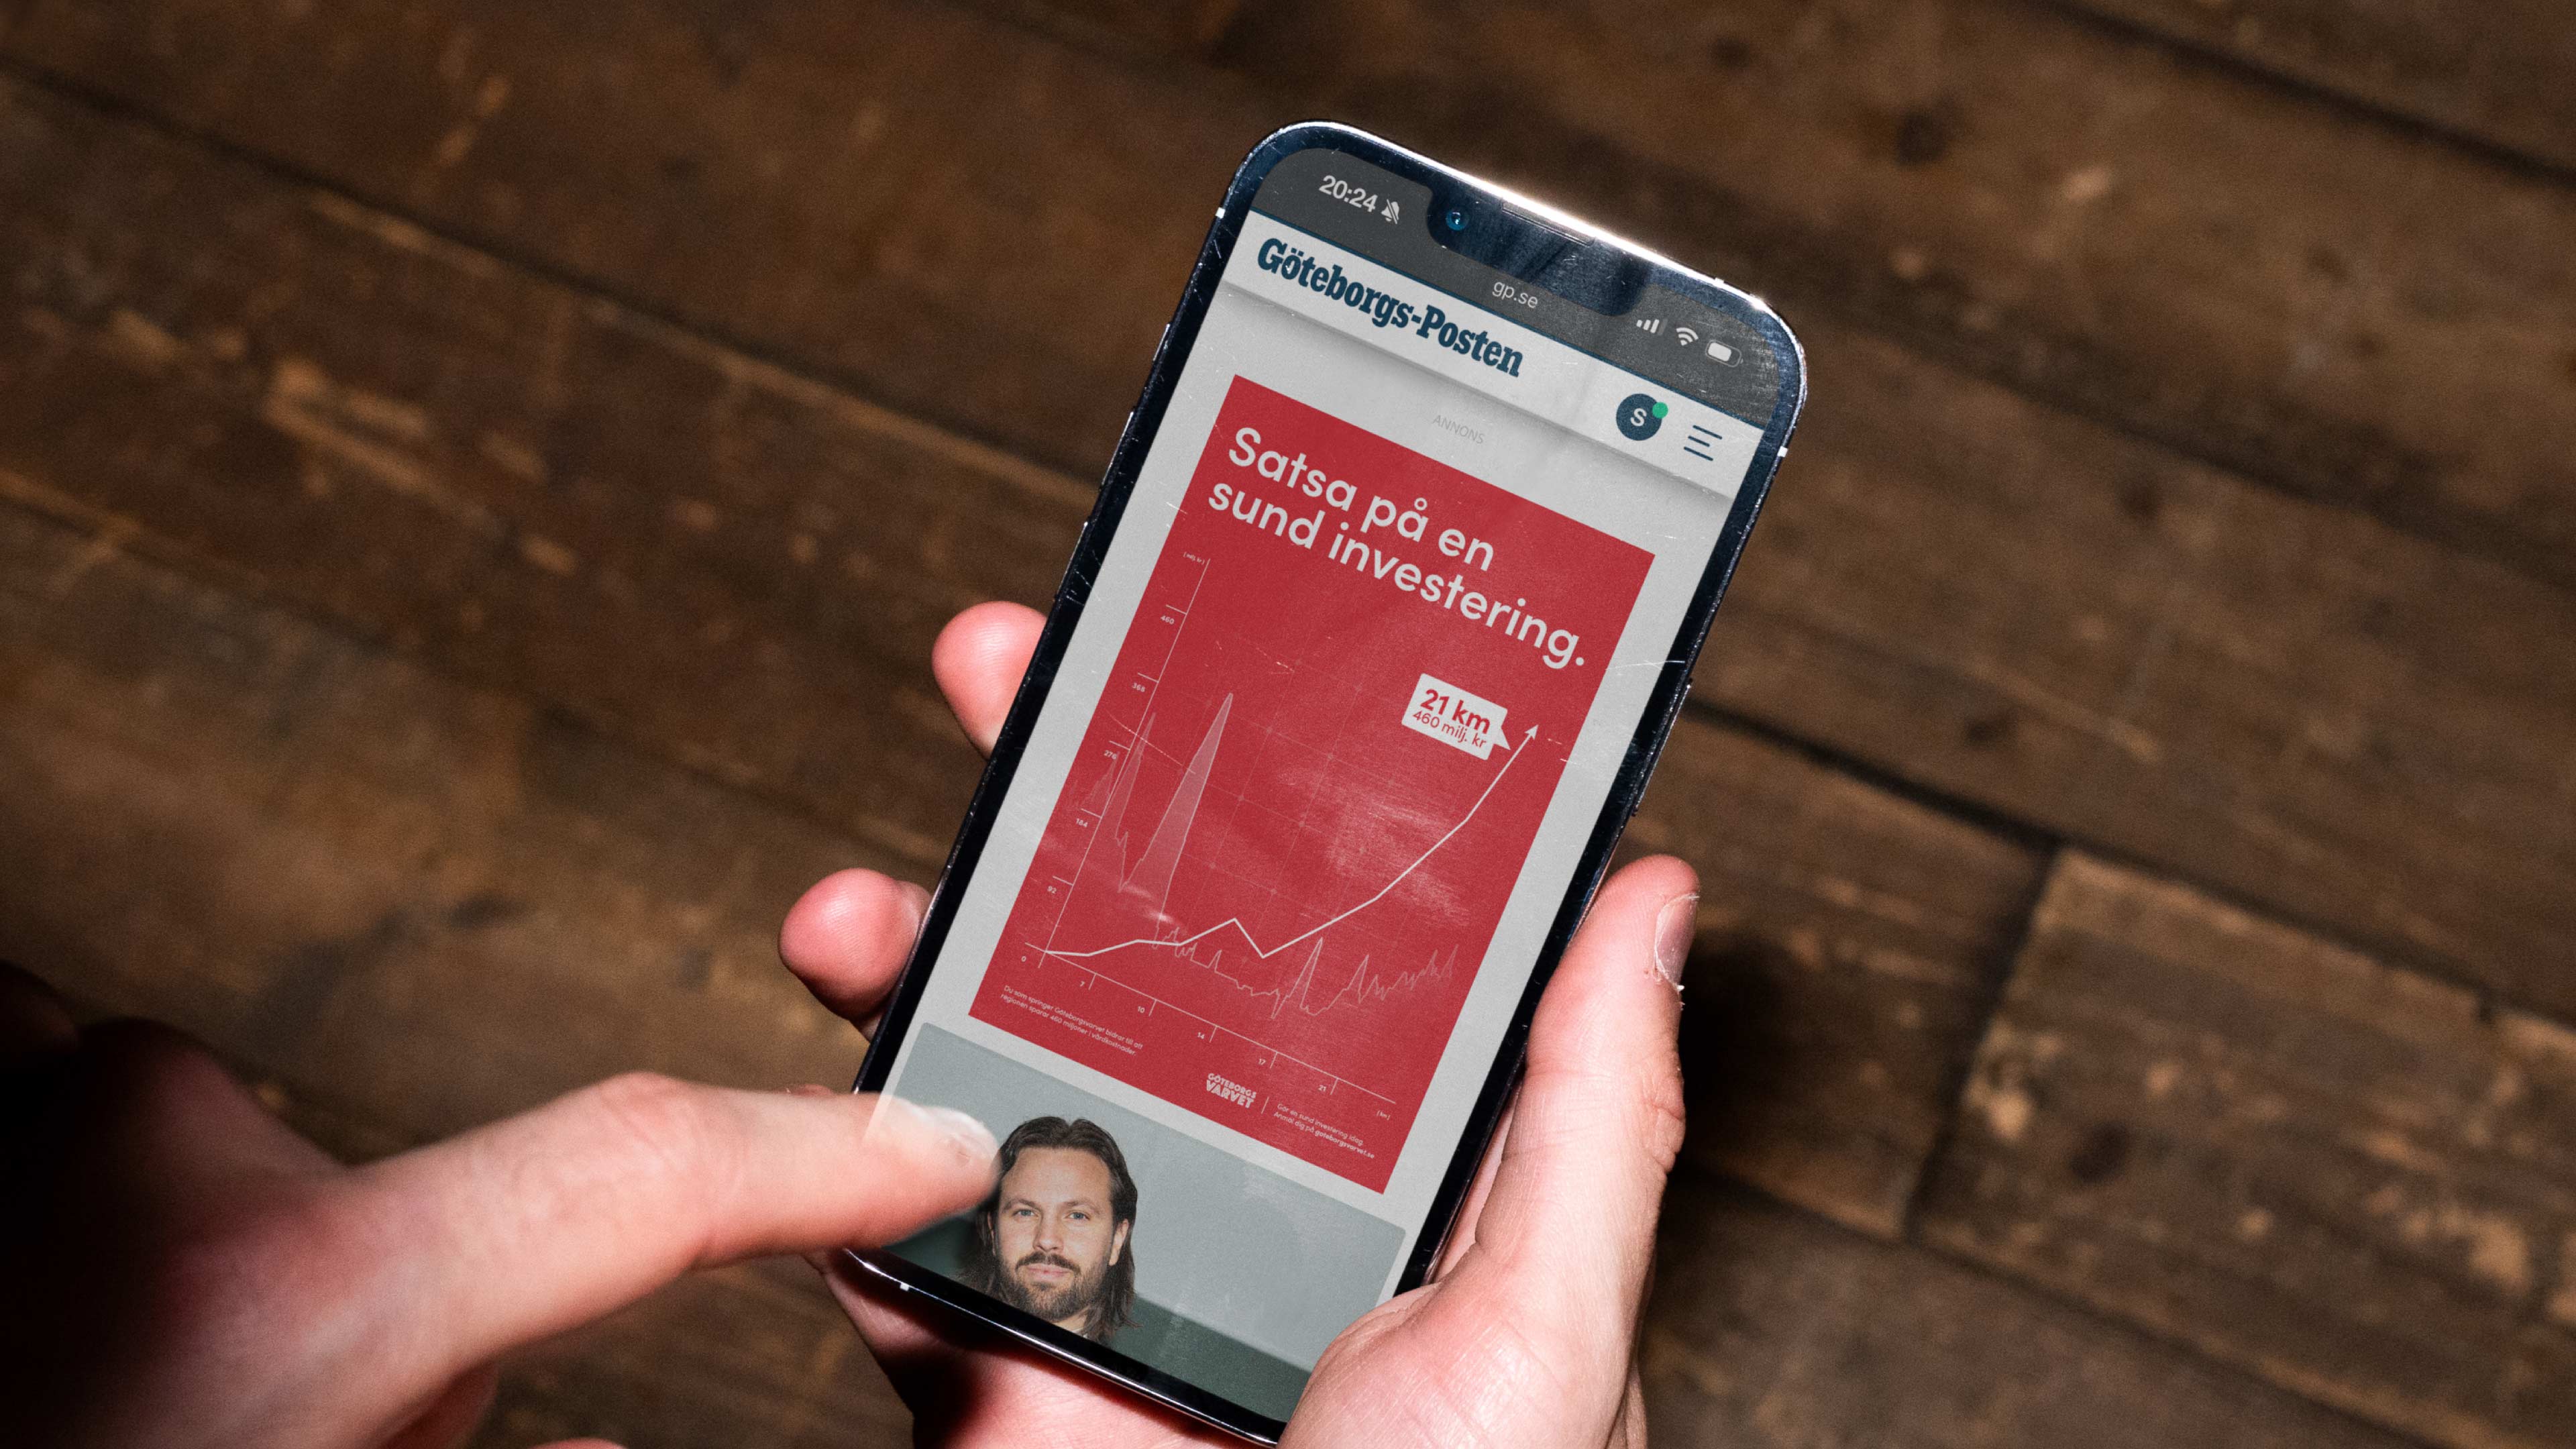 20:24
gp.se
Göteborgs-Posten
S
ANNONS
Satsa på en
sund investering.
[milj. kr]
460
368
276
184
92
0
21 km
460 milj. kr
7
10
14
17
21
[km]
Du som springer Göteborgsvarvet bidrar till att
regionen sparar 460 miljoner i vårdkostnader.
GÖTEBORGS
VARVET
Gör en sund investering idag.
Anmäl dig på goteborgsvarvet.se